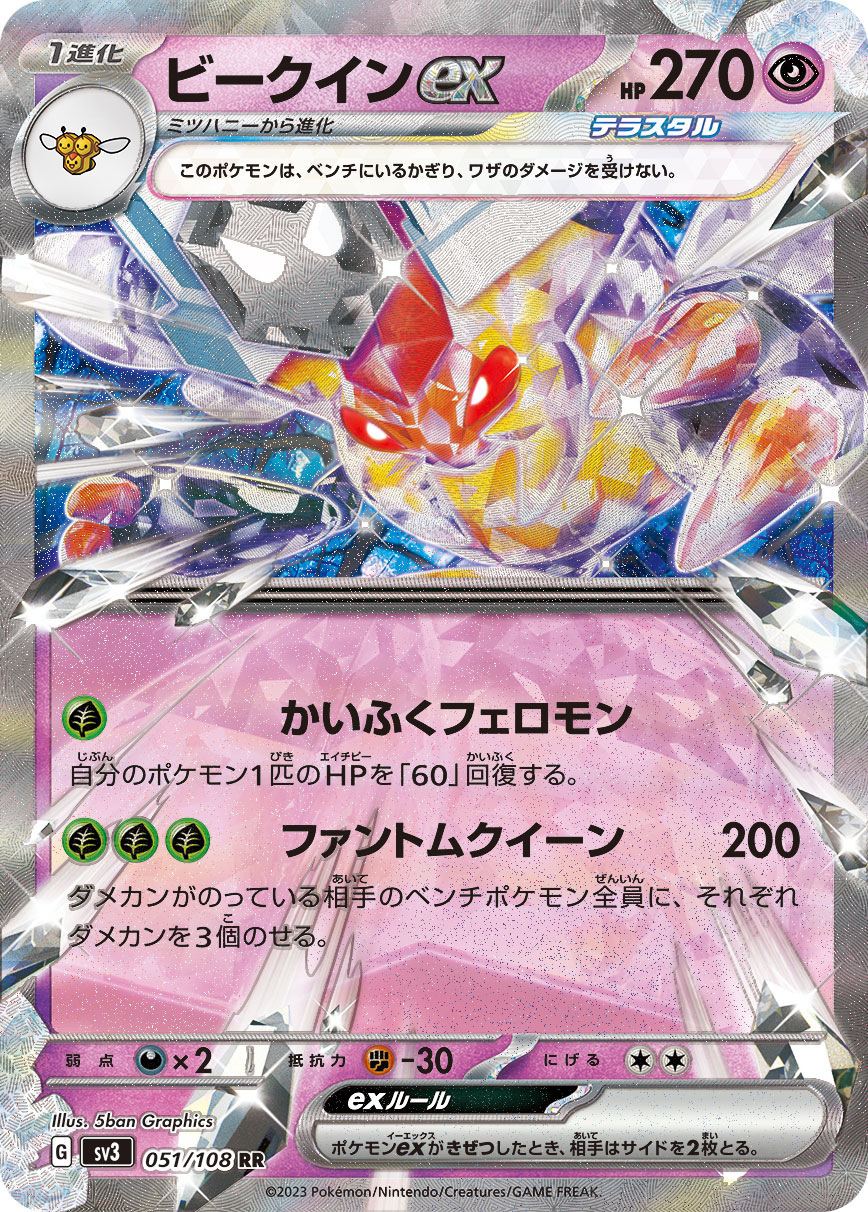 1進化
ビークインex
HP270
ミツハニーから進化
テラスタル
このポケモンは、ベンチにいるかぎり、ワザのダメージを受けない。
かいふくフェロモン
自分のポケモン1匹のHPを「60」回復する。
ファントムクイーン 200
ダメカンがのっている相手のベンチポケモン全員に、それぞれ
ダメカンを3個のせる。
弱点 ×2 抵抗力 -30 にげる
exルール
ポケモンexがきぜつしたとき、相手はサイドを2枚とる。
Illus. 5ban Graphics
G sv3 051/108 RR
©2023 Pokémon/Nintendo/Creatures/GAME FREAK.